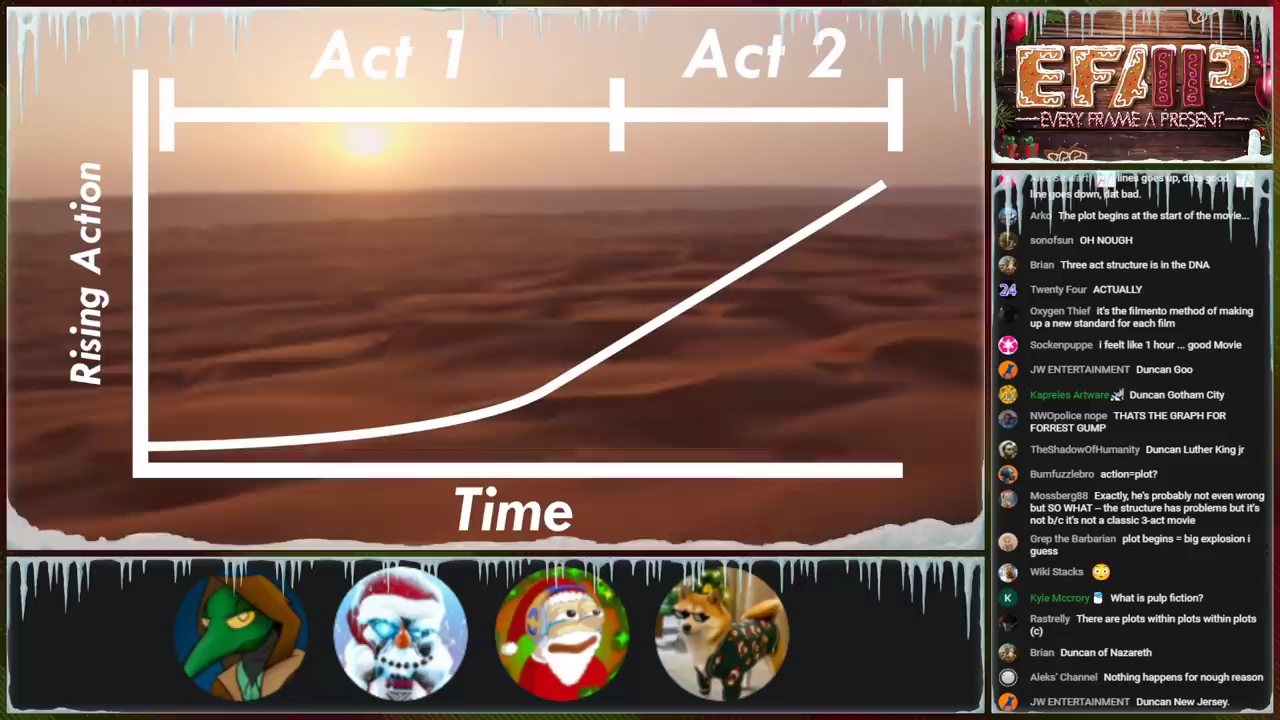 Act 1
Act 2
Rising Action
Time
EFAP
EVERY FRAME A PRESENT
lines goes up, dats good,
line goes down, dat bad.
Arko The plot begins at the start of the movie...
sonofsun OH NOUGH
Brian Three act structure is in the DNA
24 Twenty Four ACTUALLY
Oxygen Thief it's the filmento method of making
up a new standard for each film
Sockenpuppe i feelt like 1 hour ... good Movie
JW ENTERTAINMENT Duncan Goo
Kapreles Artware Duncan Gotham City
NWOpolice nope THATS THE GRAPH FOR
FORREST GUMP
TheShadowOfHumanity Duncan Luther King jr
Bumfuzzlebro action=plot?
Mossberg88 Exactly, he's probably not even wrong
but SO WHAT -- the structure has problems but it's
not b/c it's not a classic 3-act movie
Grep the Barbarian plot begins = big explosion i
guess
Wiki Stacks 😳
K Kyle Mccrory What is pulp fiction?
Rastrelly There are plots within plots within plots
(c)
Brian Duncan of Nazareth
Aleks' Channel Nothing happens for nough reason
JW ENTERTAINMENT Duncan New Jersey.